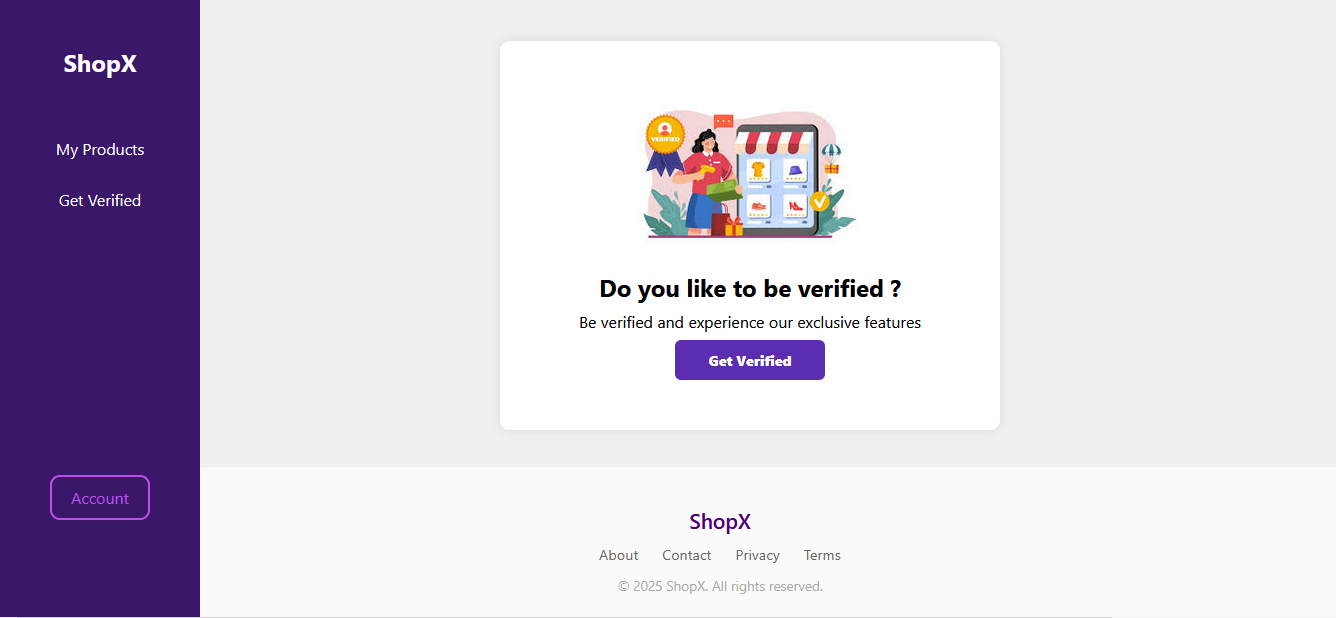 ShopX
My Products
Get Verified
Account
VERIFIED
Do you like to be verified ?
Be verified and experience our exclusive features
Get Verified
ShopX
About Contact Privacy Terms
© 2025 ShopX. All rights reserved.